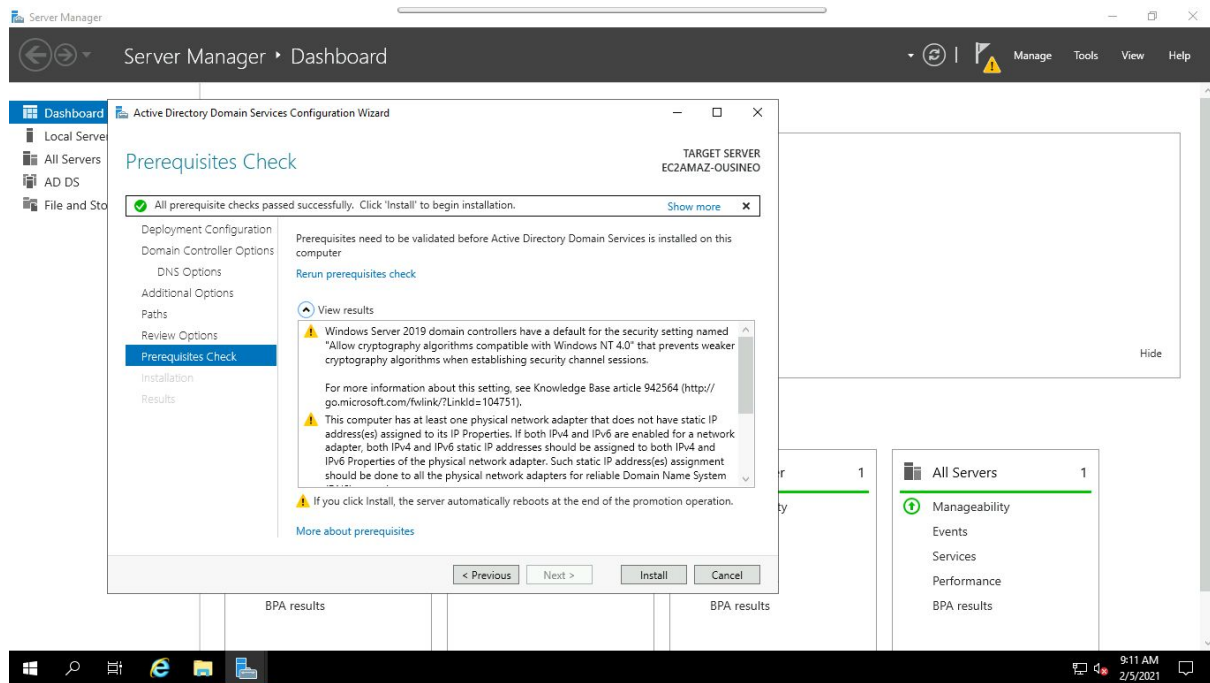 Server Manager
Server Manager • Dashboard
Manage Tools View Help
Dashboard
Local Server
All Servers
AD DS
File and Sto
Active Directory Domain Services Configuration Wizard
Prerequisites Check
TARGET SERVER
EC2AMAZ-OUSINEO
All prerequisite checks passed successfully. Click 'Install' to begin installation.
Show more
Deployment Configuration
Domain Controller Options
DNS Options
Additional Options
Paths
Review Options
Prerequisites Check
Installation
Results
Prerequisites need to be validated before Active Directory Domain Services is installed on this
computer
Rerun prerequisites check
View results
Windows Server 2019 domain controllers have a default for the security setting named
"Allow cryptography algorithms compatible with Windows NT 4.0" that prevents weaker
cryptography algorithms when establishing security channel sessions.
For more information about this setting, see Knowledge Base article 942564 (http://
go.microsoft.com/fwlink/?LinkId=104751).
This computer has at least one physical network adapter that does not have static IP
address(es) assigned to its IP Properties. If both IPv4 and IPv6 are enabled for a network
adapter, both IPv4 and IPv6 static IP addresses should be assigned to both IPv4 and
IPv6 Properties of the physical network adapter. Such static IP address(es) assignment
should be done to all the physical network adapters for reliable Domain Name System
If you click Install, the server automatically reboots at the end of the promotion operation.
More about prerequisites
< Previous
Next >
Install
Cancel
Hide
r 1
ty
BPA results
BPA results
All Servers 1
Manageability
Events
Services
Performance
BPA results
9:11 AM
2/5/2021